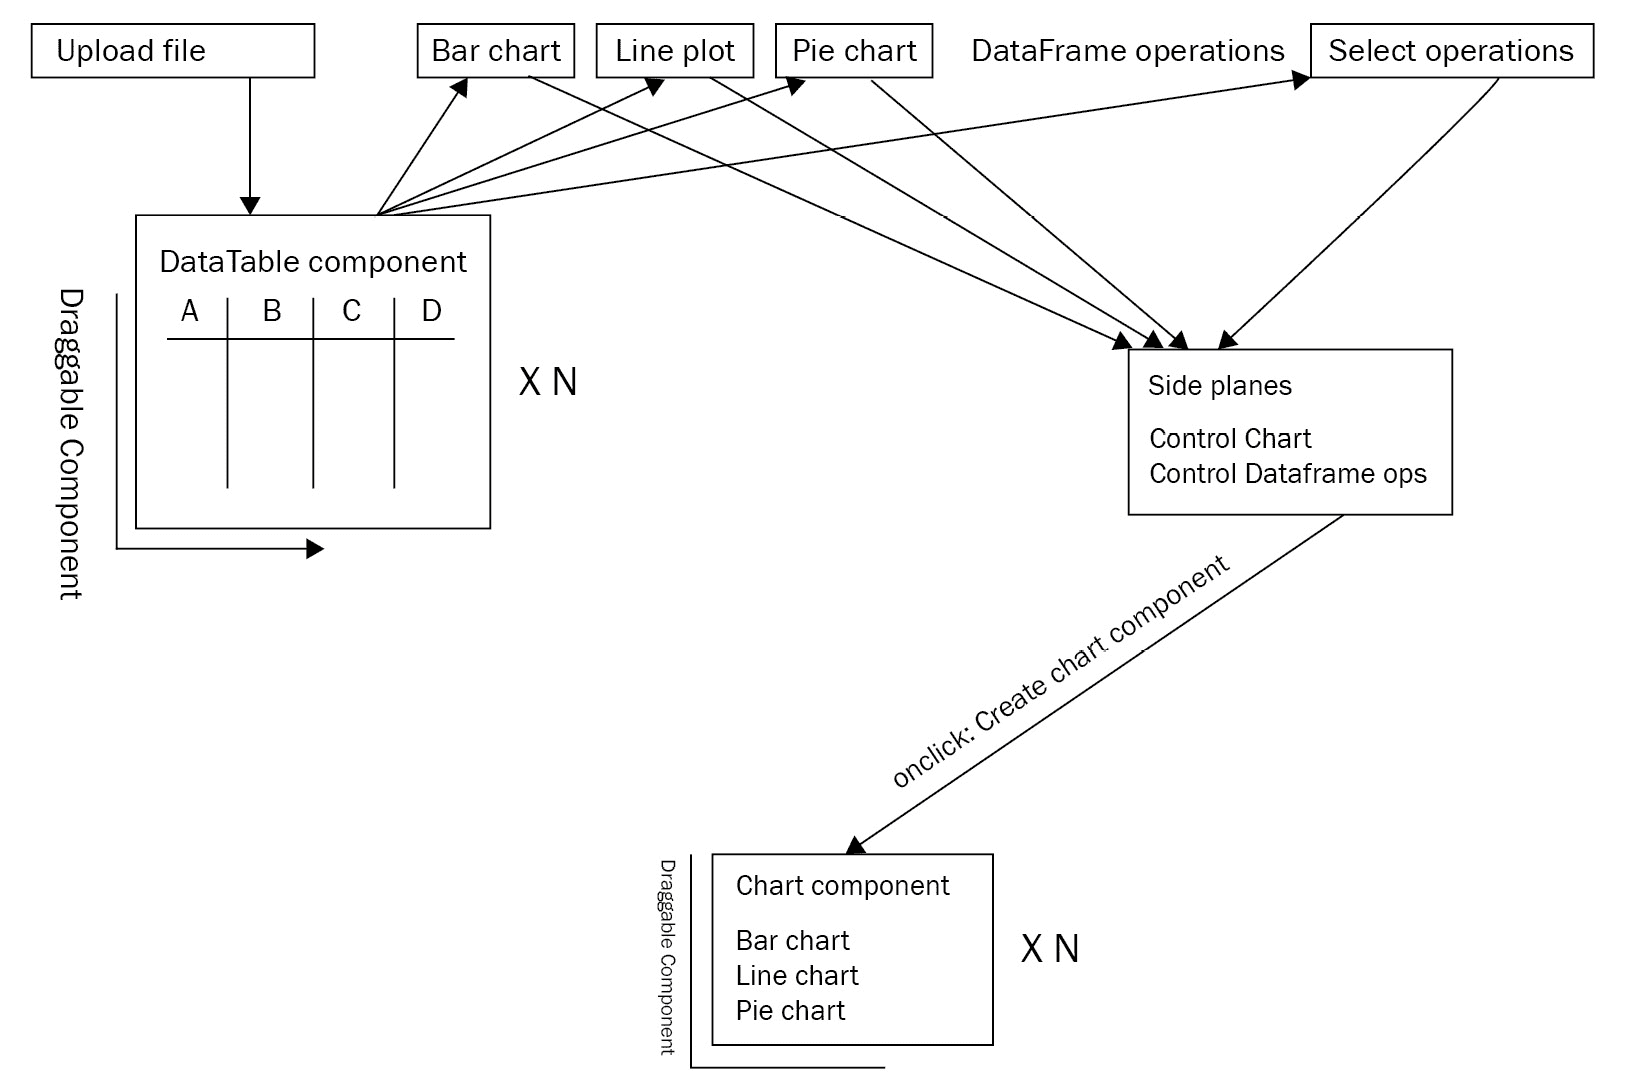 Upload file
Bar chart
Line plot
Pie chart
DataFrame operations
Select operations
DataTable component
A B C D
Draggable Component
X N
Side planes
Control Chart
Control Dataframe ops
onclick: Create chart component
Draggable Component
Chart component
Bar chart
Line chart
Pie chart
X N